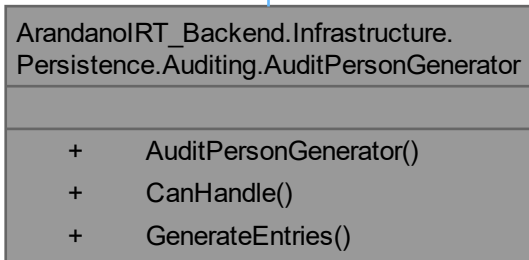 ArandanoIRT_Backend.Infrastructure.
Persistence.Auditing.AuditPersonGenerator
+ AuditPersonGenerator()
+ CanHandle()
+ GenerateEntries()